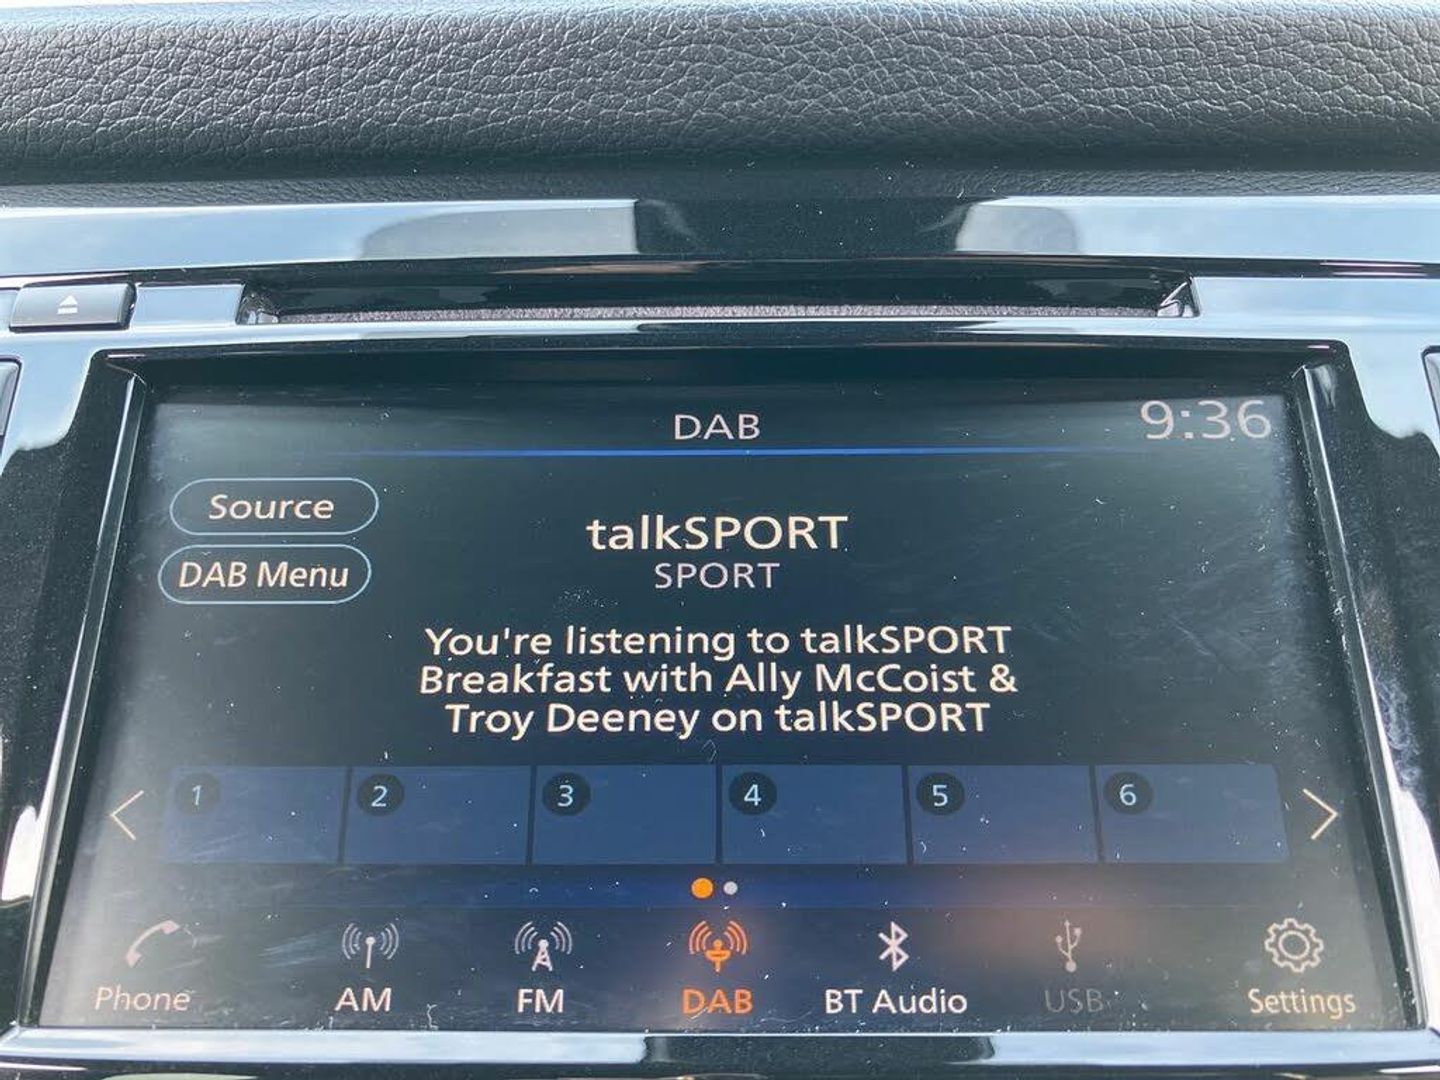 DAB
9:36
Source
talkSPORT
DAB Menu
SPORT
You're listening to talkSPORT
Breakfast with Ally McCoist &
Troy Deeney on talkSPORT
1 2 3 4 5 6
Phone AM FM DAB BT Audio USB Settings